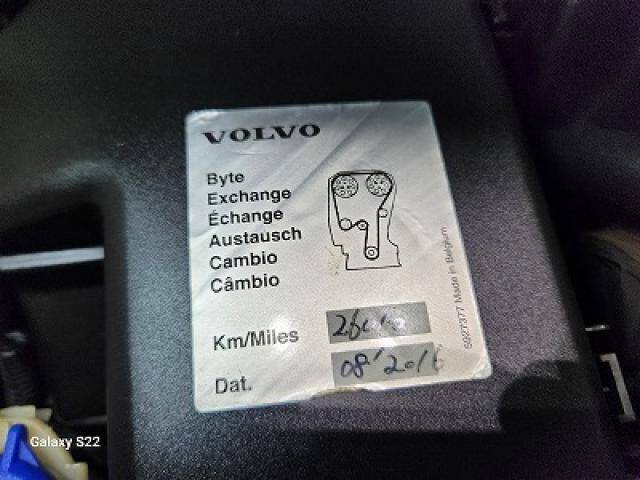 VOLVO
Byte
Exchange
Échange
Austausch
Cambio
Câmbio
Km/Miles
Dat. 08' 2016
5927377 Made in Belgium
Galaxy S22